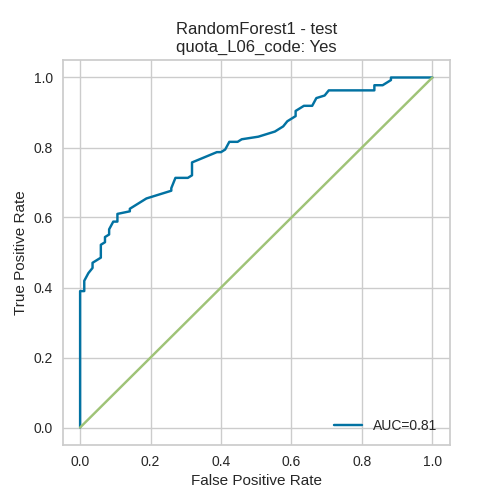 RandomForest1 - test
quota_L06_code: Yes
True Positive Rate
1.0
0.8
0.6
0.4
0.2
0.0
AUC=0.81
0.0 0.2 0.4 0.6 0.8 1.0
False Positive Rate